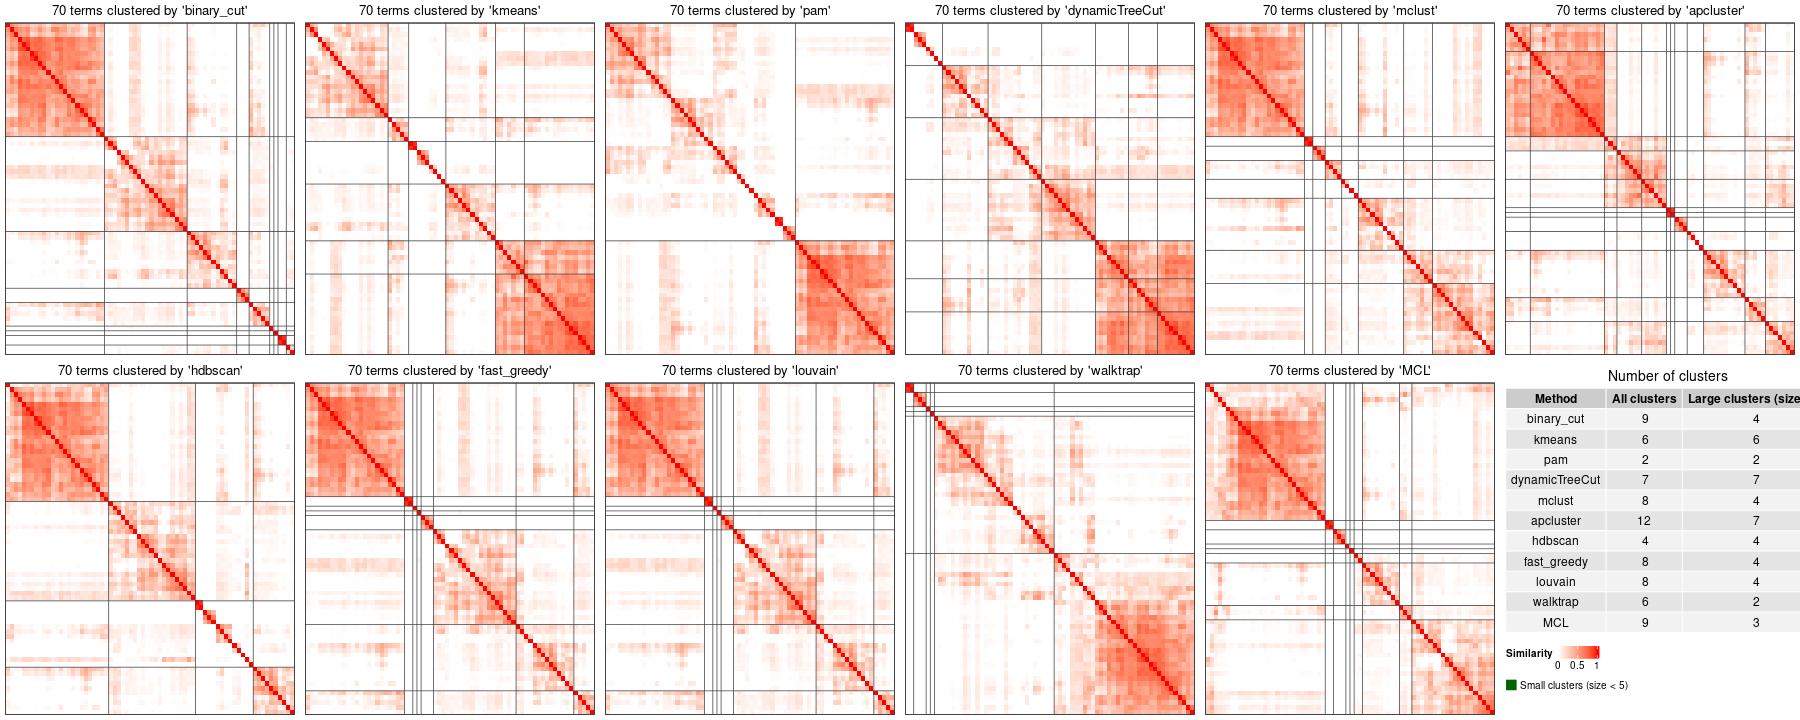 70 terms clustered by 'binary_cut'
70 terms clustered by 'kmeans'
70 terms clustered by 'pam'
70 terms clustered by 'dynamicTreeCut'
70 terms clustered by 'mclust'
70 terms clustered by 'apcluster'
70 terms clustered by 'hdbscan'
70 terms clustered by 'fast_greedy'
70 terms clustered by 'louvain'
70 terms clustered by 'walktrap'
70 terms clustered by 'MCL'
Number of clusters
Method All clusters Large clusters (size
binary_cut 9 4
kmeans 6 6
pam 2 2
dynamicTreeCut 7 7
mclust 8 4
apcluster 12 7
hdbscan 4 4
fast_greedy 8 4
louvain 8 4
walktrap 6 2
MCL 9 3
Similarity
0 0.5 1
Small clusters (size < 5)